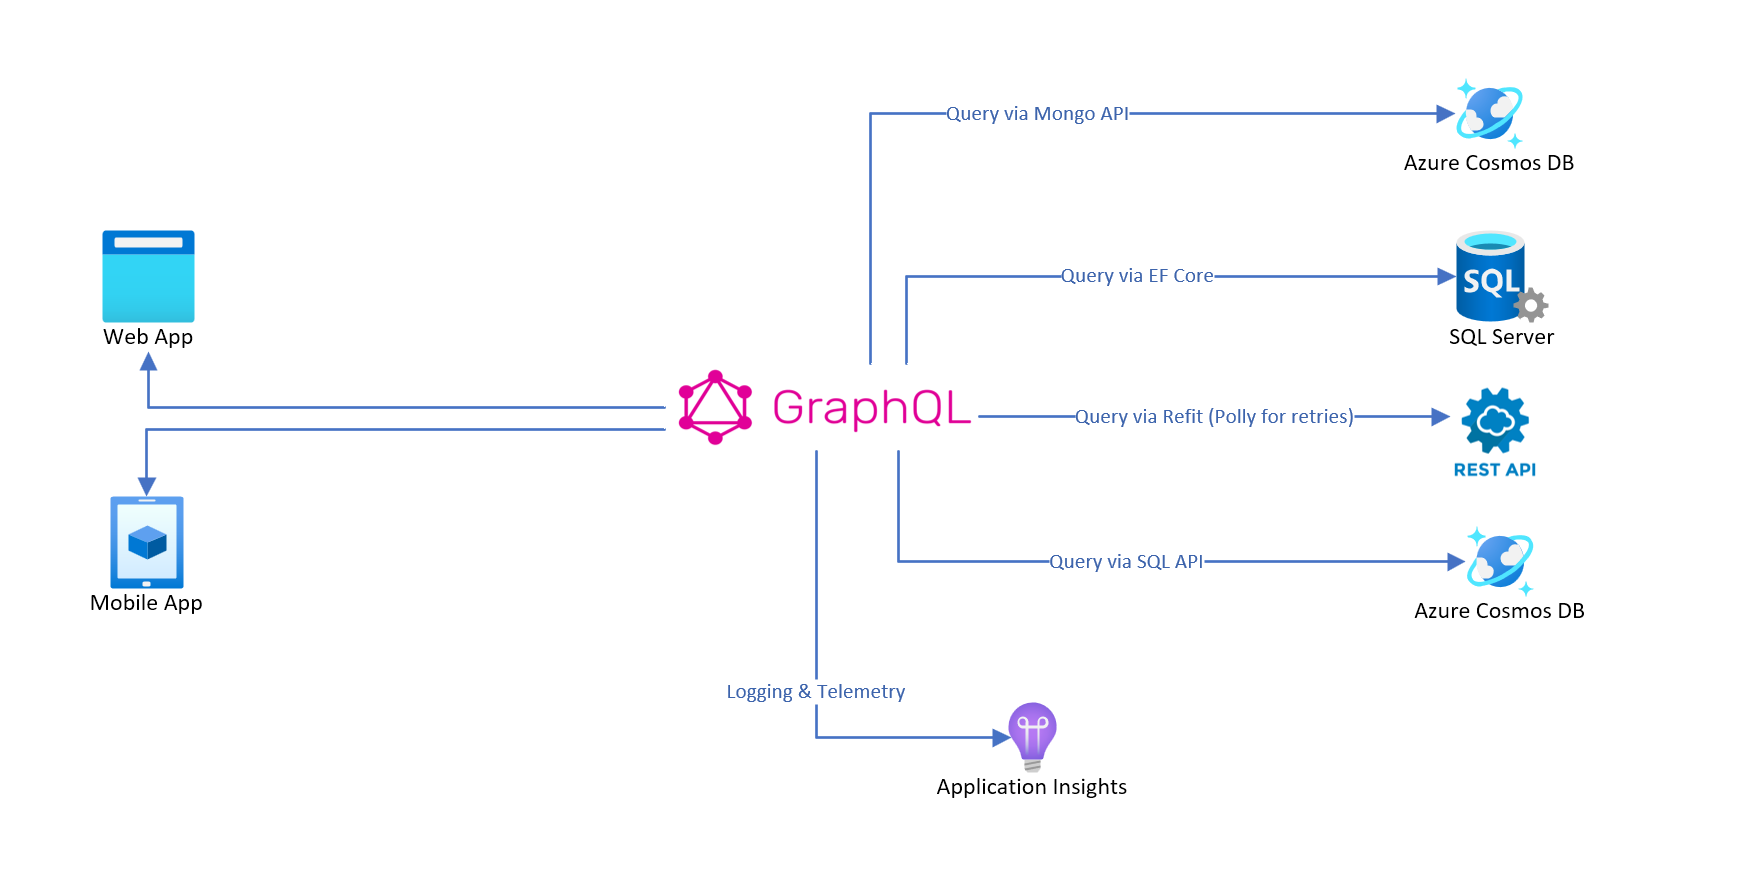 Query via Mongo API
Azure Cosmos DB
Query via EF Core
SQL
SQL Server
Web App
GraphQL
Query via Refit (Polly for retries)
REST API
Query via SQL API
Azure Cosmos DB
Mobile App
Logging & Telemetry
Application Insights